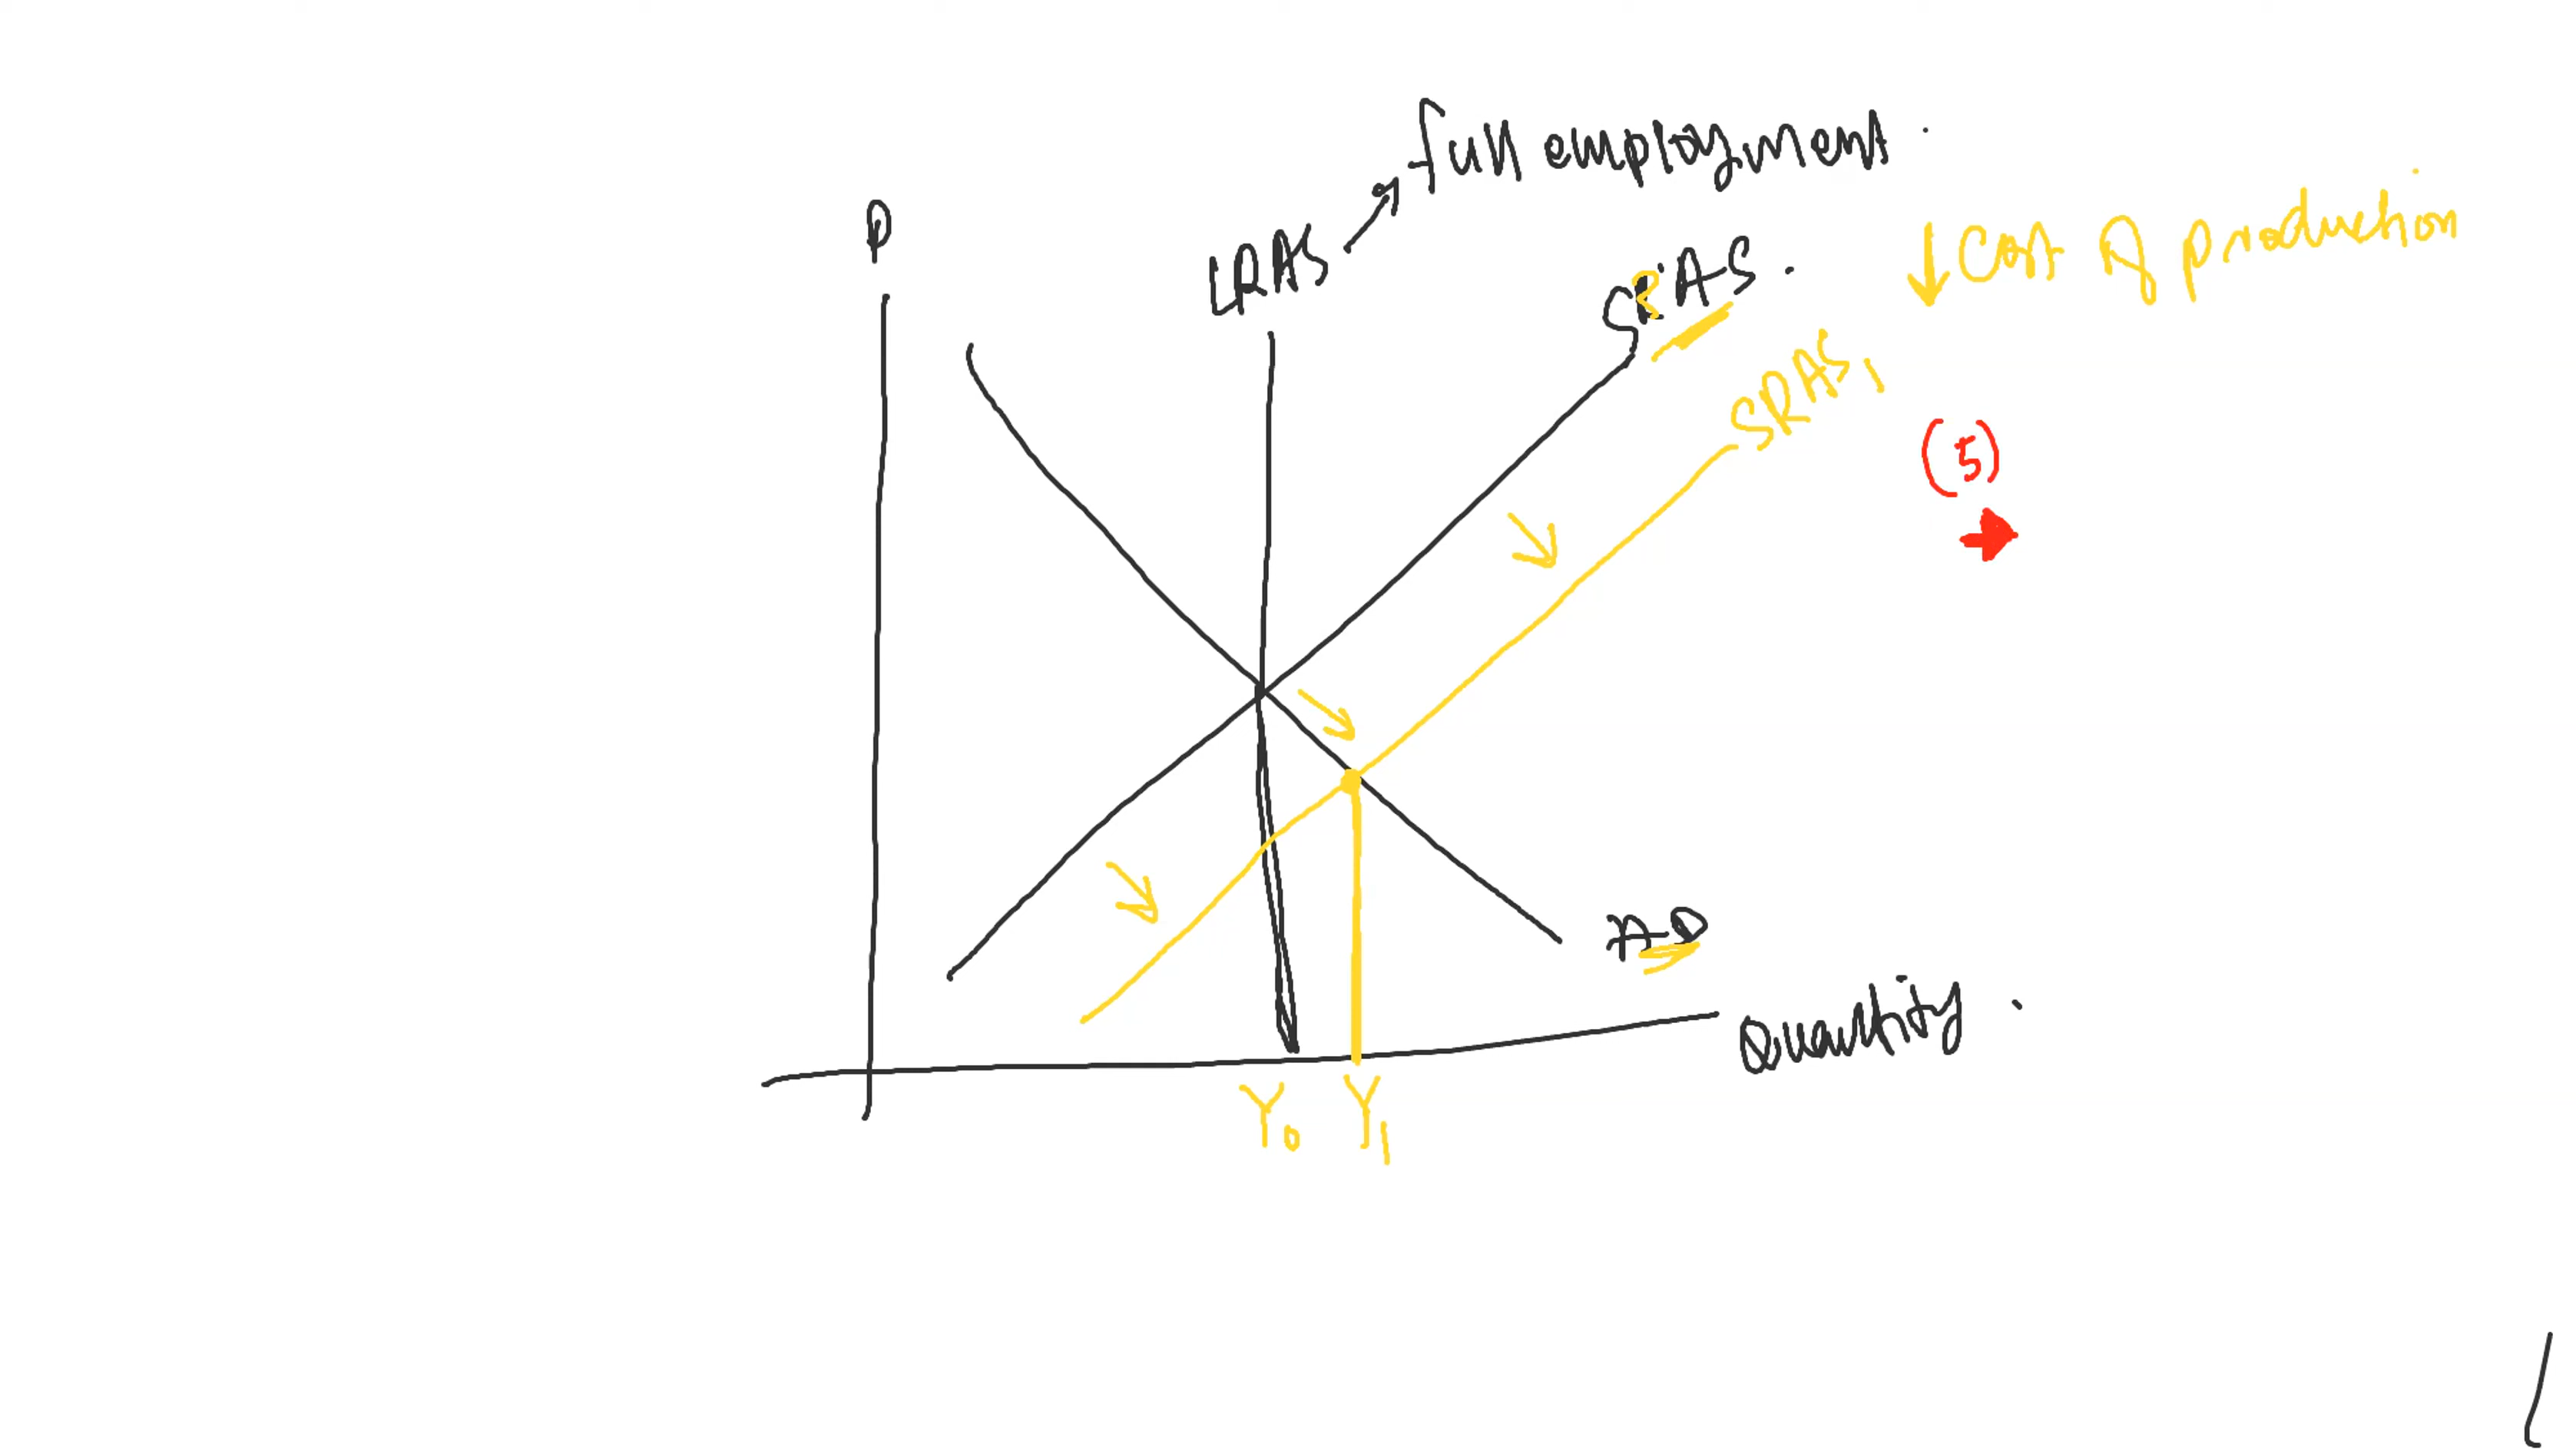 full employment.
P
LRAS
SRAS.
↓ Cost of production
SRAS1
(5)
AD
Quantity.
Y0 Y1